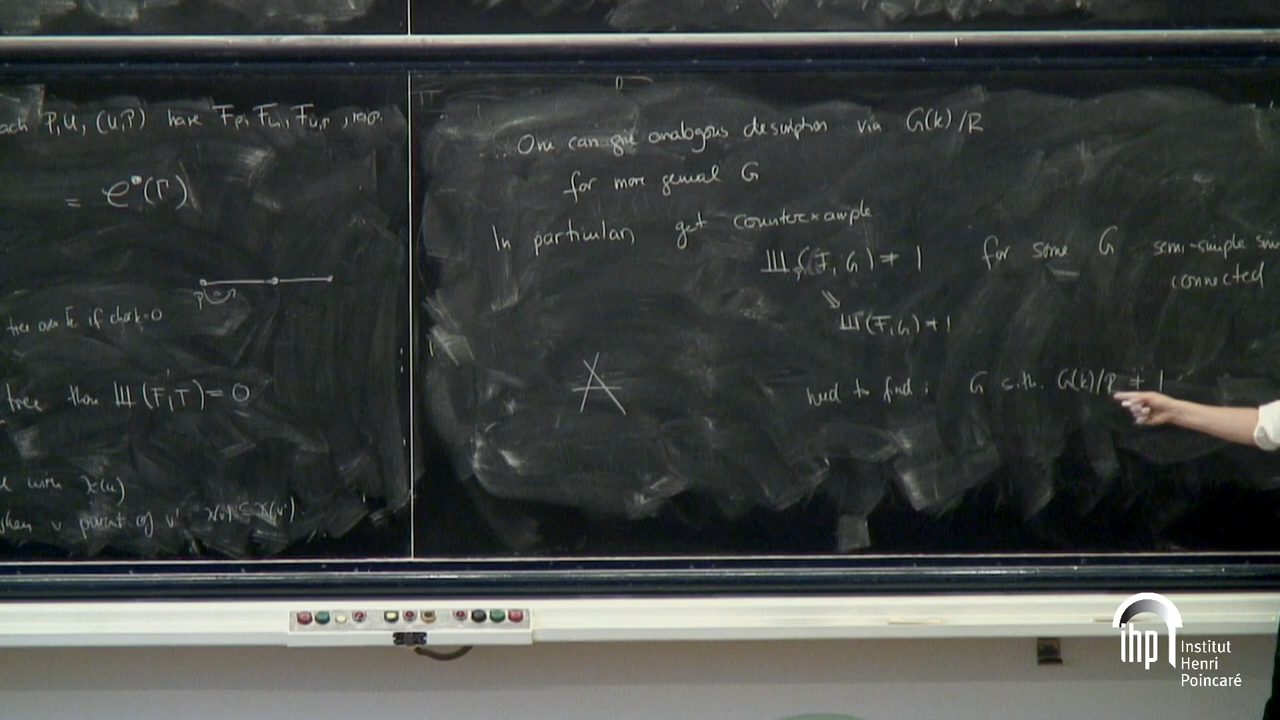 each P, U, (U,P) have F_P, F_U, F_{U,P}, resp.
= C^•(Γ)
P
tree over k̄ if char k=0
tree then Ш(F,T) = 0
with χ(u)
when v parent of v' χ(v) ⊆ χ(v').
One can give analogous description via G(k)/R
for more general G
In particular, get counterexample
Ш(F,G) ≠ 1 for some G semi-simple
connected
⇓
Ш(F,G) ≠ 1
need to find: G s.th. G(k)/R ≠ 1
ihp Institut
Henri
Poincaré